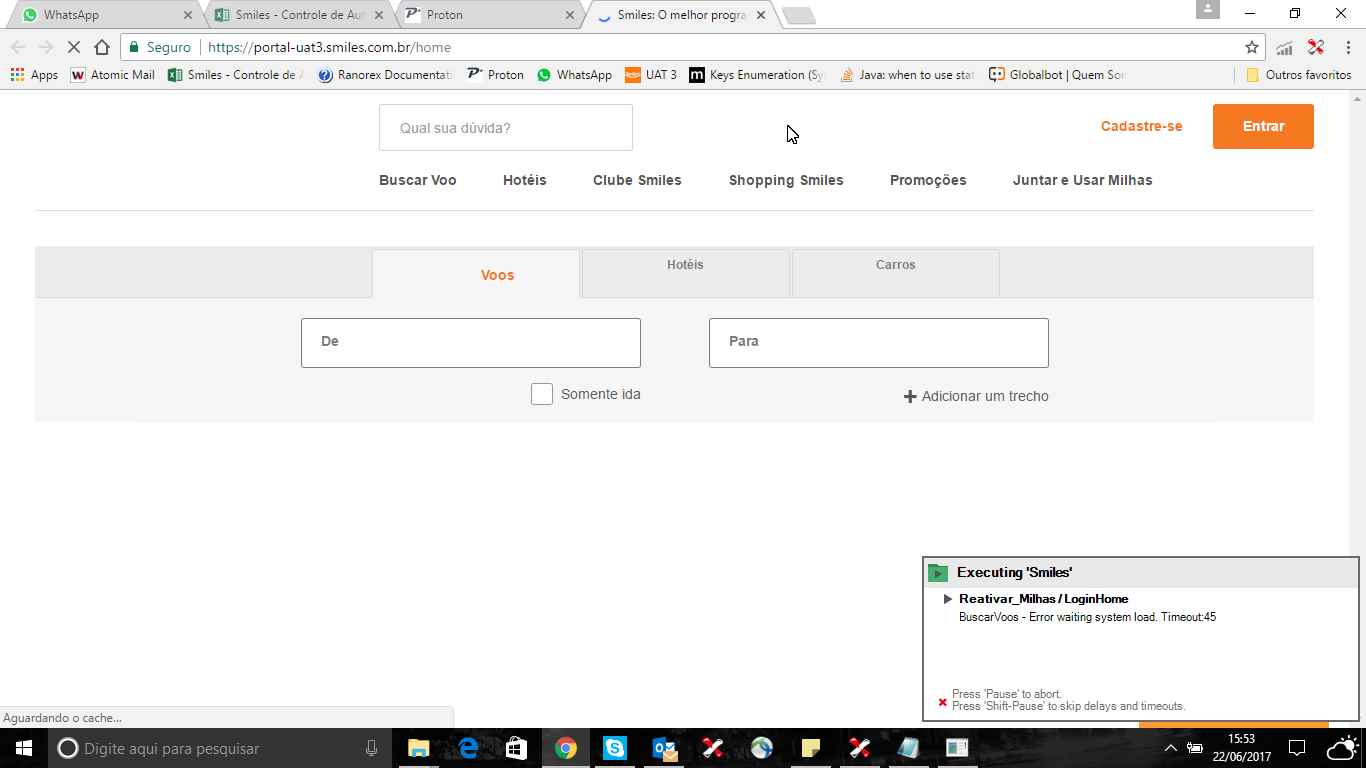 WhatsApp
Smiles - Controle de Aut
Proton
Smiles: O melhor progra
Seguro
https://portal-uat3.smiles.com.br/home
Apps
Atomic Mail
Smiles - Controle de A
Ranorex Documentati
Proton
WhatsApp
UAT 3
Keys Enumeration (Sy
Java: when to use stat
Globalbot | Quem Som
Outros favoritos
Qual sua dúvida?
Cadastre-se
Entrar
Buscar Voo
Hotéis
Clube Smiles
Shopping Smiles
Promoções
Juntar e Usar Milhas
Voos
Hotéis
Carros
De
Para
Somente ida
Adicionar um trecho
Executing 'Smiles'
Reativar_Milhas / LoginHome
BuscarVoos - Error waiting system load. Timeout:45
Press 'Pause' to abort.
Press 'Shift-Pause' to skip delays and timeouts.
Aguardando o cache...
Digite aqui para pesquisar
15:53
22/06/2017